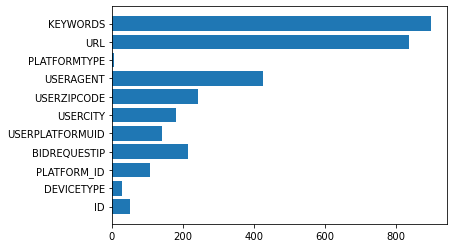 KEYWORDS
URL
PLATFORMTYPE
USERAGENT
USERZIPCODE
USERCITY
USERPLATFORMUID
BIDREQUESTIP
PLATFORM_ID
DEVICETYPE
ID
0 200 400 600 800